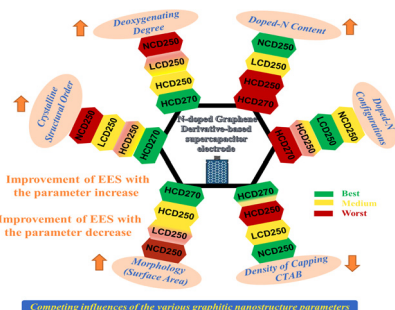 Deoxygenating
Degree
NCD250
LCD250
HCD250
HCD270
Doped-N Content
NCD250
LCD250
HCD250
HCD270
Crystalline
Structural Order
NCD250
LCD250
HCD250
HCD270
N-doped Graphene
Derivative-based
supercapacitor
electrode
Doped-N
Configurations
NCD250
LCD250
HCD250
HCD270
Improvement of EES with
the parameter increase
Improvement of EES with
the parameter decrease
HCD270
HCD250
LCD250
NCD250
Morphology
(Surface Area)
HCD270
HCD250
LCD250
NCD250
Density of Capping
CTAB
Best
Medium
Worst
Competing influences of the various graphitic nanostructure parameters